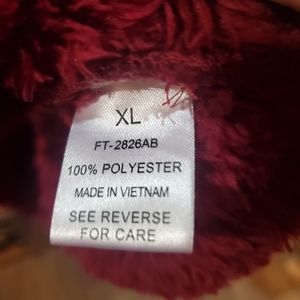 XL
FT-2826AB
100% POLYESTER
MADE IN VIETNAM
SEE REVERSE
FOR CARE